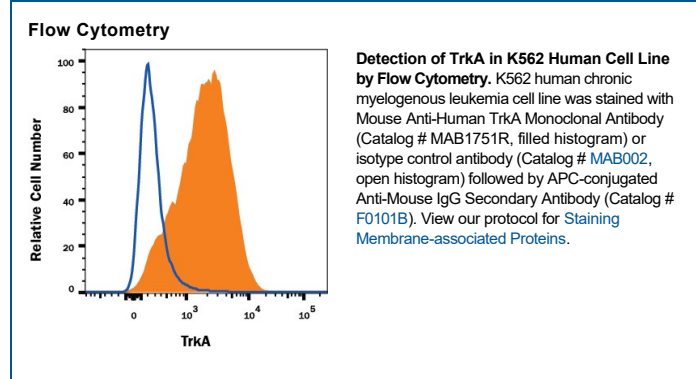 Flow Cytometry
100
80
60
40
20
0
Relative Cell Number
0
10³
10⁴
10⁵
TrkA
Detection of TrkA in K562 Human Cell Line
by Flow Cytometry. K562 human chronic
myelogenous leukemia cell line was stained with
Mouse Anti-Human TrkA Monoclonal Antibody
(Catalog # MAB1751R, filled histogram) or
isotype control antibody (Catalog # MAB002,
open histogram) followed by APC-conjugated
Anti-Mouse IgG Secondary Antibody (Catalog #
F0101B). View our protocol for Staining
Membrane-associated Proteins.